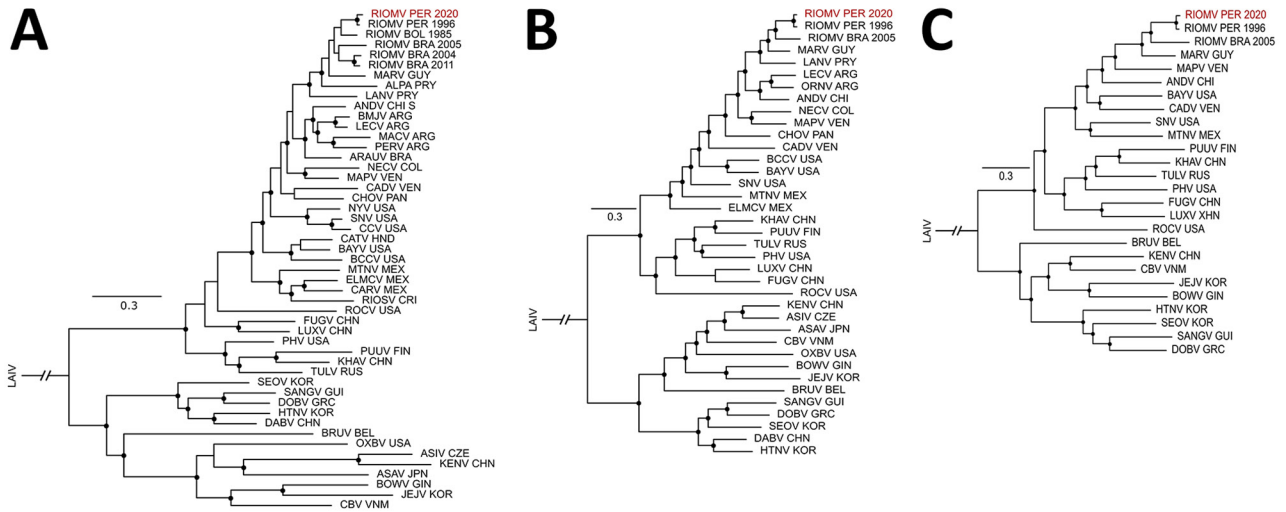 A
RIOMV PER 2020
RIOMV PER 1996
RIOMV BOL 1985
RIOMV BRA 2005
RIOMV BRA 2004
RIOMV BRA 2011
MARV GUY
ALPA PRY
LANV PRY
ANDV CHI S
BMJV ARG
LECV ARG
MACV ARG
PERV ARG
ARAUV BRA
NECV COL
MAPV VEN
CADV VEN
CHOV PAN
NYV USA
SNV USA
CCV USA
CATV HND
BAYV USA
BCCV USA
MTNV MEX
ELMCV MEX
CARV MEX
RIOSV CRI
ROCV USA
FUGV CHN
LUXV CHN
PHV USA
PUUV FIN
KHAV CHN
TULV RUS
SEOV KOR
SANGV GUI
DOBV GRC
HTNV KOR
DABV CHN
BRUV BEL
OXBV USA
ASIV CZE
KENV CHN
ASAV JPN
BOWV GIN
JEJV KOR
CBV VNM
0.3
LAIV
B
RIOMV PER 2020
RIOMV PER 1996
RIOMV BRA 2005
MARV GUY
LANV PRY
LECV ARG
ORNV ARG
ANDV CHI
NECV COL
MAPV VEN
CHOV PAN
CADV VEN
BCCV USA
BAYV USA
SNV USA
MTNV MEX
ELMCV MEX
KHAV CHN
PUUV FIN
TULV RUS
PHV USA
LUXV CHN
FUGV CHN
ROCV USA
KENV CHN
ASIV CZE
ASAV JPN
CBV VNM
OXBV USA
BOWV GIN
JEJV KOR
BRUV BEL
SANGV GUI
DOBV GRC
SEOV KOR
DABV CHN
HTNV KOR
0.3
LAIV
C
RIOMV PER 2020
RIOMV PER 1996
RIOMV BRA 2005
MARV GUY
MAPV VEN
ANDV CHI
BAYV USA
CADV VEN
SNV USA
MTNV MEX
PUUV FIN
KHAV CHN
TULV RUS
PHV USA
FUGV CHN
LUXV XHN
ROCV USA
BRUV BEL
KENV CHN
CBV VNM
JEJV KOR
BOWV GIN
HTNV KOR
SEOV KOR
SANGV GUI
DOBV GRC
0.3
LAIV